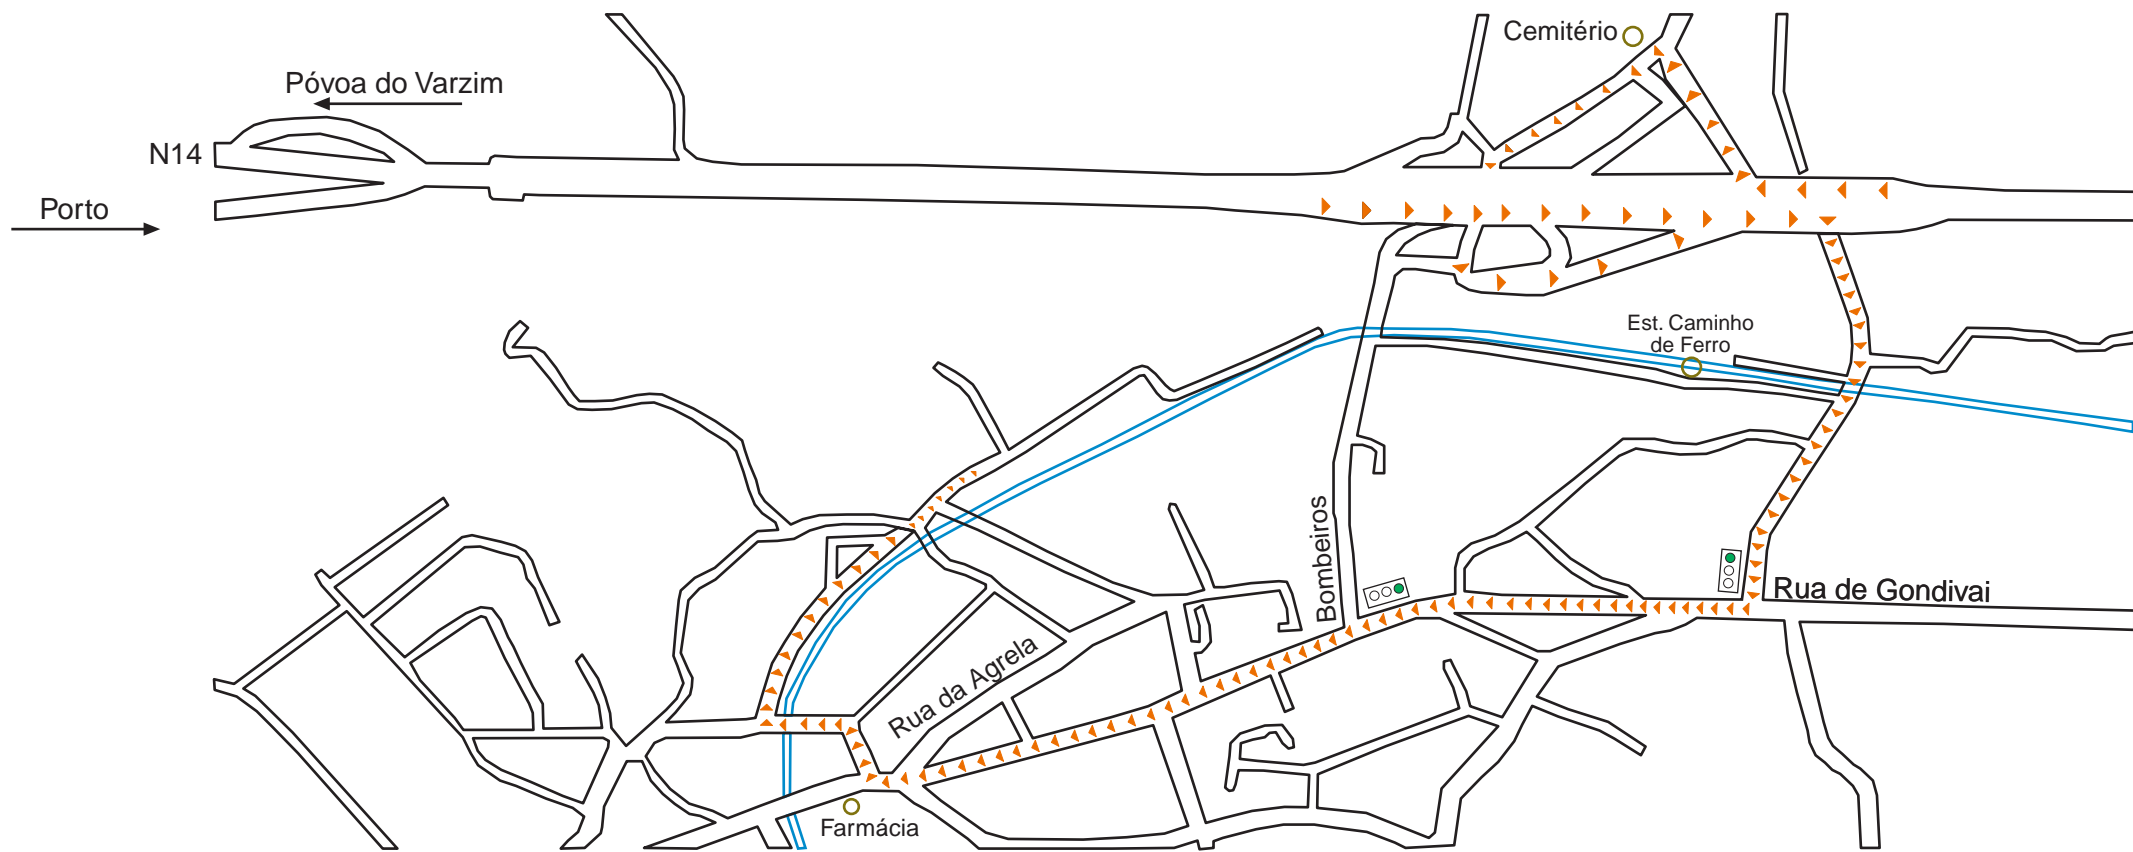 Cemitério
Póvoa do Varzim
N14
Porto
Est. Caminho
de Ferro
Bombeiros
Rua de Gondivai
Rua da Agrela
Farmácia